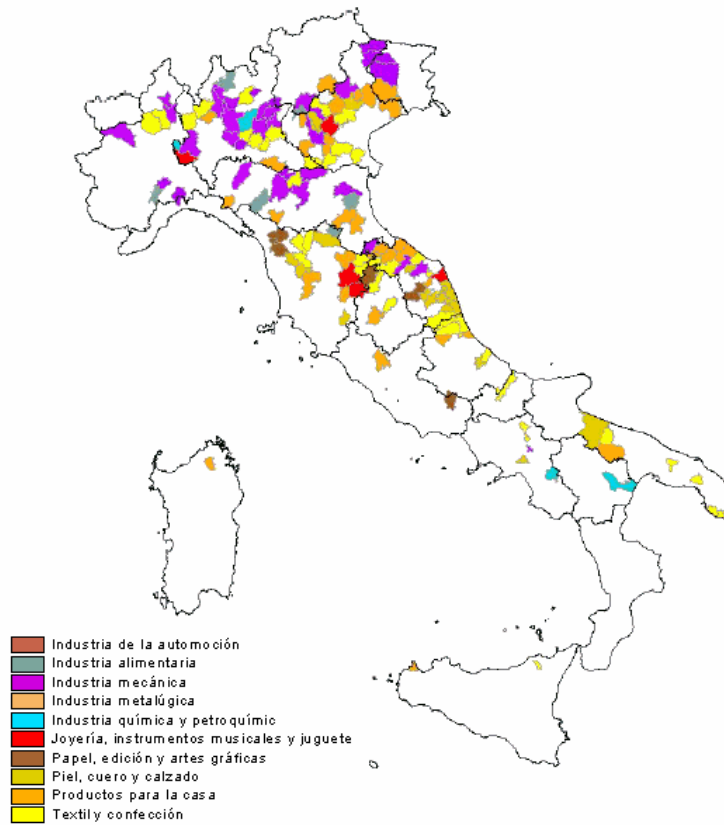 Industria de la automoción
Industria alimentaria
Industria mecánica
Industria metalúgica
Industria química y petroquímic
Joyería, instrumentos musicales y juguete
Papel, edición y artes gráficas
Piel, cuero y calzado
Productos para la casa
Textil y confección